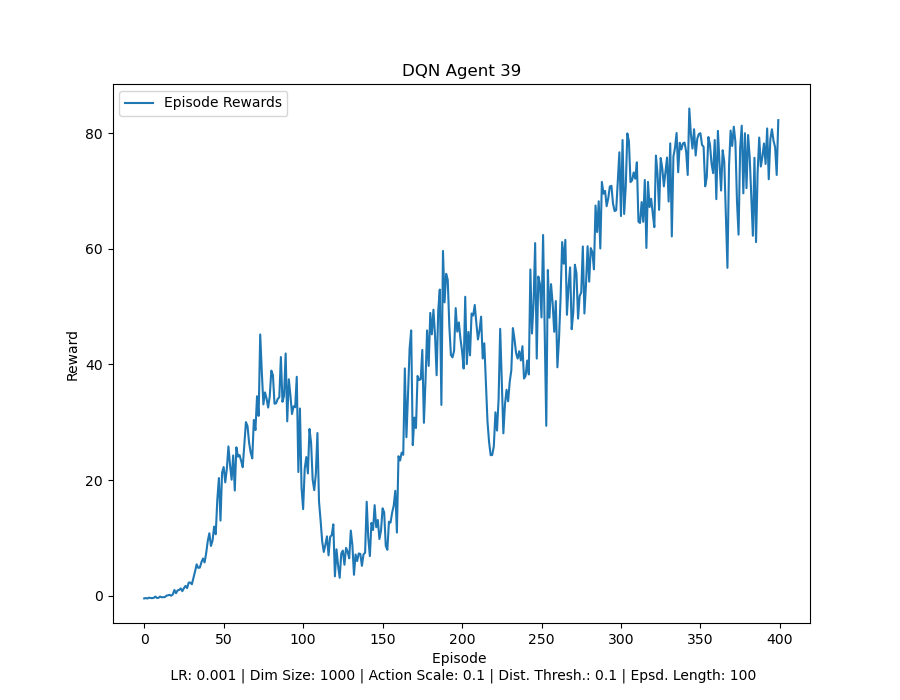 DQN Agent 39
Episode Rewards
Reward
80
60
40
20
0
0 50 100 150 200 250 300 350 400
Episode
LR: 0.001 | Dim Size: 1000 | Action Scale: 0.1 | Dist. Thresh.: 0.1 | Epsd. Length: 100